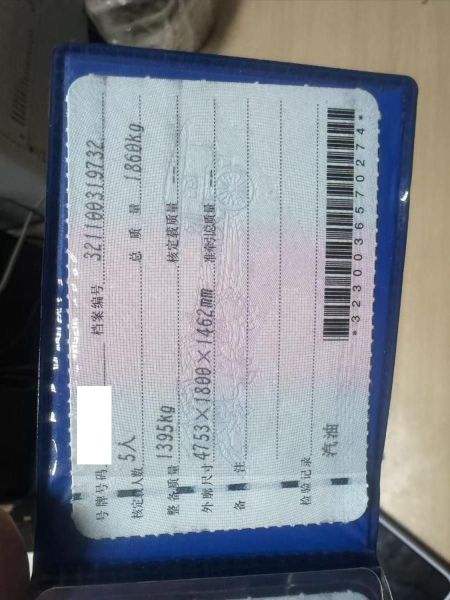 号牌号码 档案编号 321100319732
核定载人数 5人 总质量 1860kg
整备质量 1395kg 核定载质量 --
外廓尺寸 4753×1800×1462mm 准牵引总质量 --
备注
检验记录 汽油
*3230036570274*